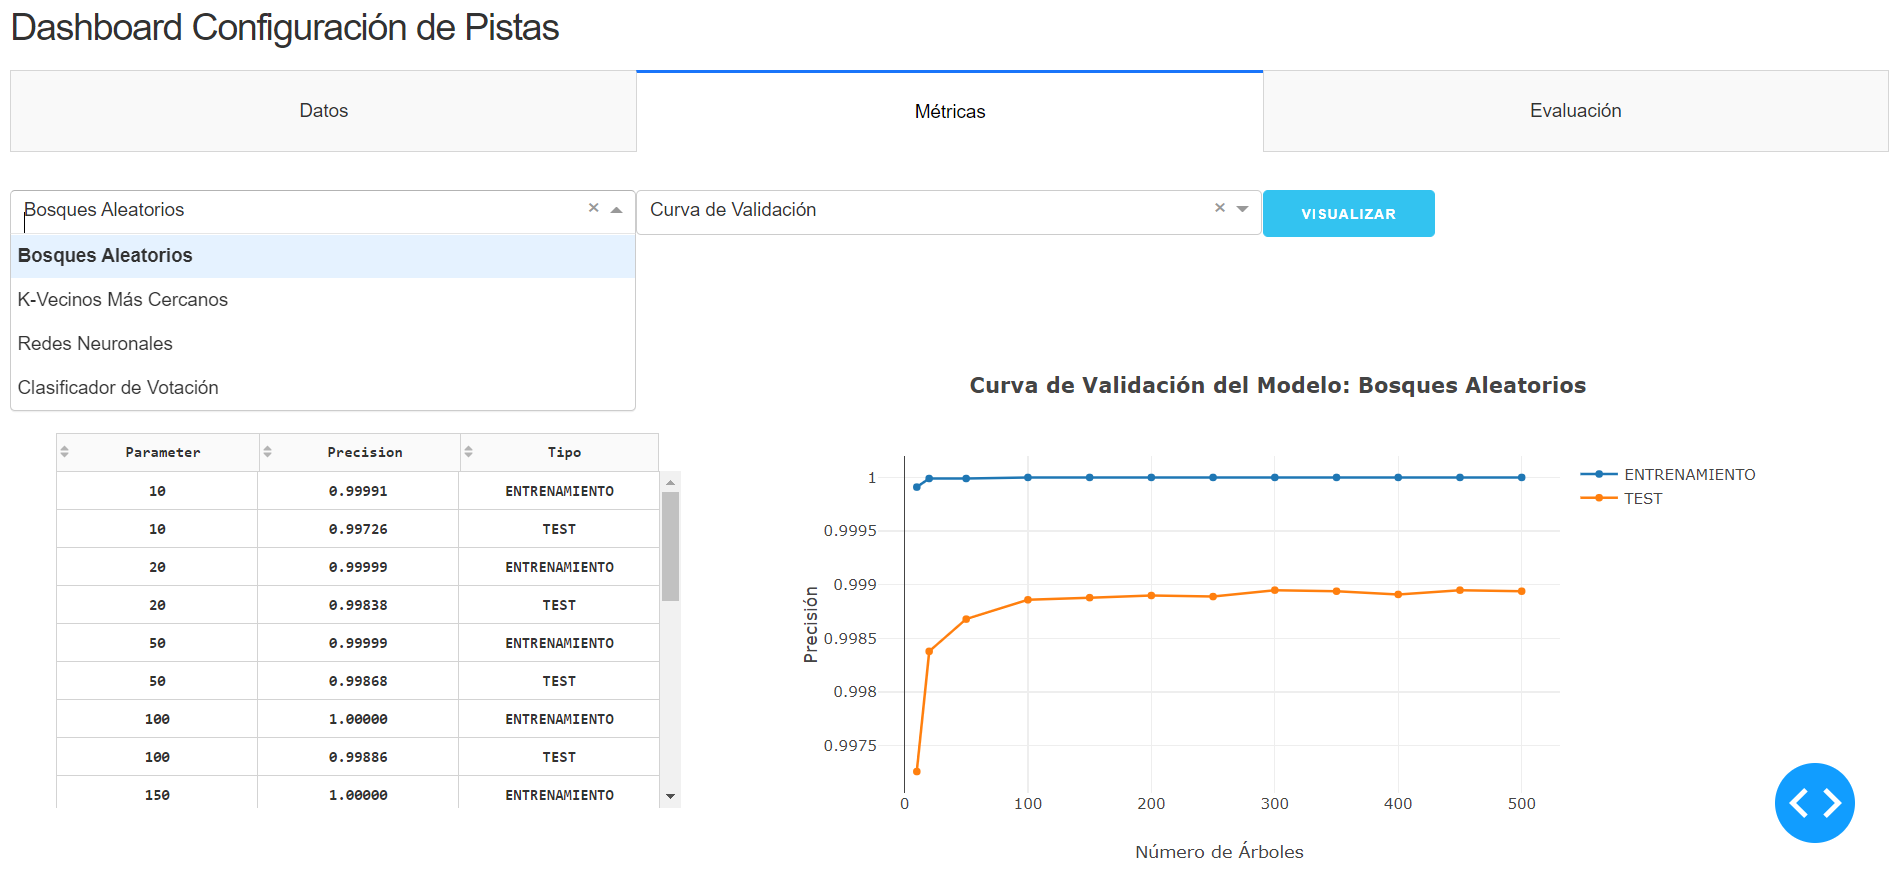 Dashboard Configuración de Pistas
Datos
Métricas
Evaluación
Bosques Aleatorios
Curva de Validación
VISUALIZAR
Bosques Aleatorios
K-Vecinos Más Cercanos
Redes Neuronales
Clasificador de Votación
Parameter Precision Tipo
10 0.99991 ENTRENAMIENTO
10 0.99726 TEST
20 0.99999 ENTRENAMIENTO
20 0.99838 TEST
50 0.99999 ENTRENAMIENTO
50 0.99868 TEST
100 1.00000 ENTRENAMIENTO
100 0.99886 TEST
150 1.00000 ENTRENAMIENTO
Curva de Validación del Modelo: Bosques Aleatorios
1
0.9995
0.999
0.9985
0.998
0.9975
Precisión
0 100 200 300 400 500
Número de Árboles
ENTRENAMIENTO
TEST